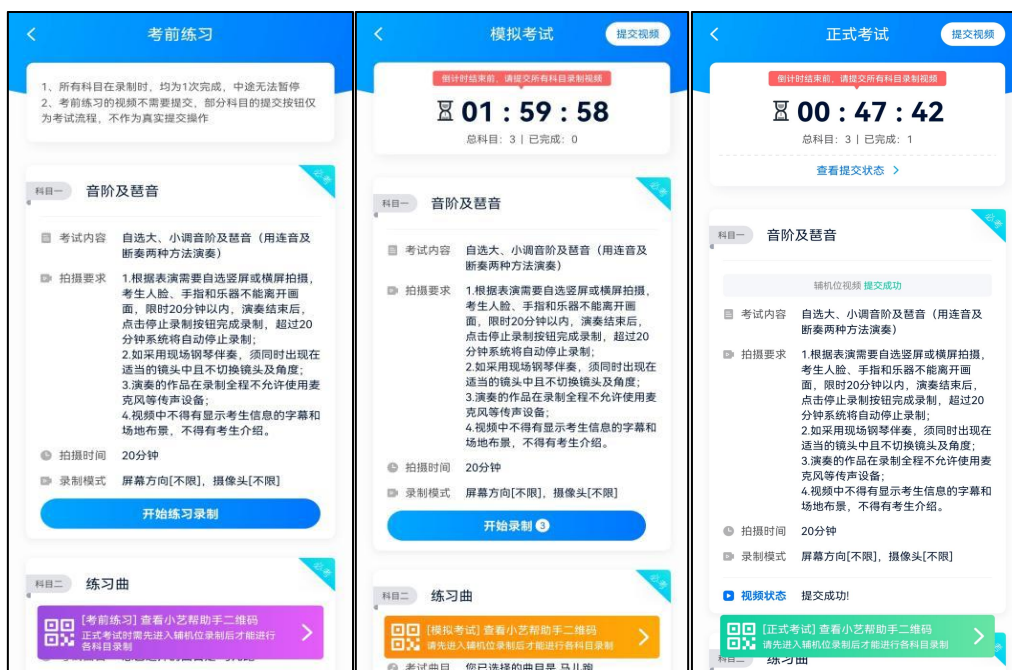 考前练习
1、所有科目在录制时，均为1次完成，中途无法暂停
2、考前练习的视频不需要提交，部分科目的提交按钮仅
为考试流程，不作为真实提交操作
必考
科目一 音阶及琶音
考试内容 自选大、小调音阶及琶音（用连音及
断奏两种方法演奏）
拍摄要求 1.根据表演需要自选竖屏或横屏拍摄，
考生人脸、手指和乐器不能离开画
面，限时20分钟以内，演奏结束后，
点击停止录制按钮完成录制，超过20
分钟系统将自动停止录制；
2.如采用现场钢琴伴奏，须同时出现在
适当的镜头中且不切换镜头及角度；
3.演奏的作品在录制全程不允许使用麦
克风等传声设备；
4.视频中不得有显示考生信息的字幕和
场地布景，不得有考生介绍。
拍摄时间 20分钟
录制模式 屏幕方向[不限]，摄像头[不限]
开始练习录制
必考
科目二 练习曲
[考前练习] 查看小艺帮助手二维码
正式考试时需先进入辅机位录制后才能进行
各科目录制
模拟考试 提交视频
倒计时结束前，请提交所有科目录制视频
01 : 59 : 58
总科目：3 | 已完成：0
必考
科目一 音阶及琶音
考试内容 自选大、小调音阶及琶音（用连音及
断奏两种方法演奏）
拍摄要求 1.根据表演需要自选竖屏或横屏拍摄，
考生人脸、手指和乐器不能离开画
面，限时20分钟以内，演奏结束后，
点击停止录制按钮完成录制，超过20
分钟系统将自动停止录制；
2.如采用现场钢琴伴奏，须同时出现在
适当的镜头中且不切换镜头及角度；
3.演奏的作品在录制全程不允许使用麦
克风等传声设备；
4.视频中不得有显示考生信息的字幕和
场地布景，不得有考生介绍。
拍摄时间 20分钟
录制模式 屏幕方向[不限]，摄像头[不限]
开始录制 3
必考
科目二 练习曲
[模拟考试] 查看小艺帮助手二维码
请先进入辅机位录制后才能进行各科目录制
考试曲目 您已选择的曲目是 马儿跑
正式考试 提交视频
倒计时结束前，请提交所有科目录制视频
00 : 47 : 42
总科目：3 | 已完成：1
查看提交状态
必考
科目一 音阶及琶音
辅机位视频 提交成功
考试内容 自选大、小调音阶及琶音（用连音及
断奏两种方法演奏）
拍摄要求 1.根据表演需要自选竖屏或横屏拍摄，
考生人脸、手指和乐器不能离开画
面，限时20分钟以内，演奏结束后，
点击停止录制按钮完成录制，超过20
分钟系统将自动停止录制；
2.如采用现场钢琴伴奏，须同时出现在
适当的镜头中且不切换镜头及角度；
3.演奏的作品在录制全程不允许使用麦
克风等传声设备；
4.视频中不得有显示考生信息的字幕和
场地布景，不得有考生介绍。
拍摄时间 20分钟
录制模式 屏幕方向[不限]，摄像头[不限]
视频状态 提交成功!
[正式考试] 查看小艺帮助手二维码
请先进入辅机位录制后才能进行各科目录制
练习曲